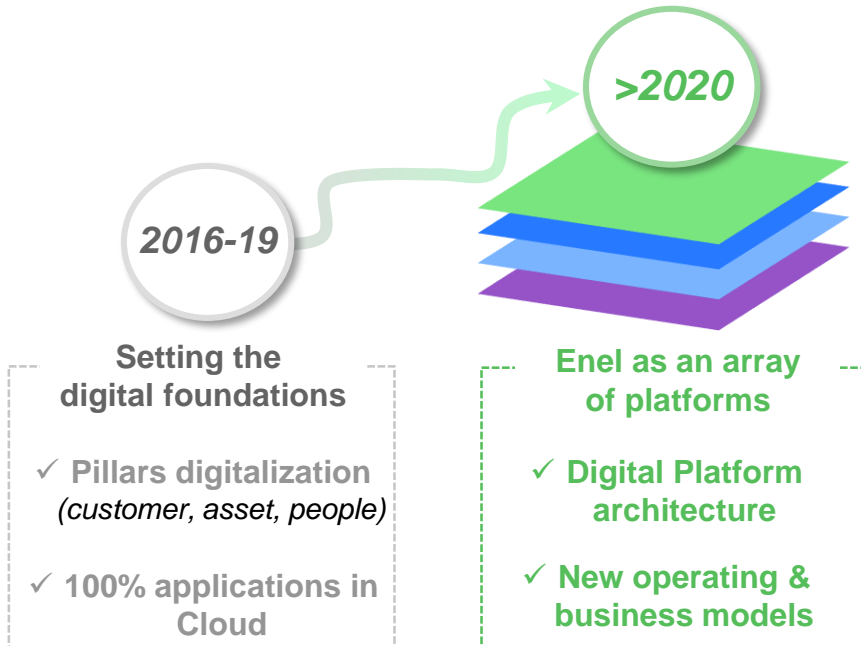 >2020
2016-19
Setting the
digital foundations
✓ Pillars digitalization
(customer, asset, people)
✓ 100% applications in
Cloud
Enel as an array
of platforms
✓ Digital Platform
architecture
✓ New operating &
business models